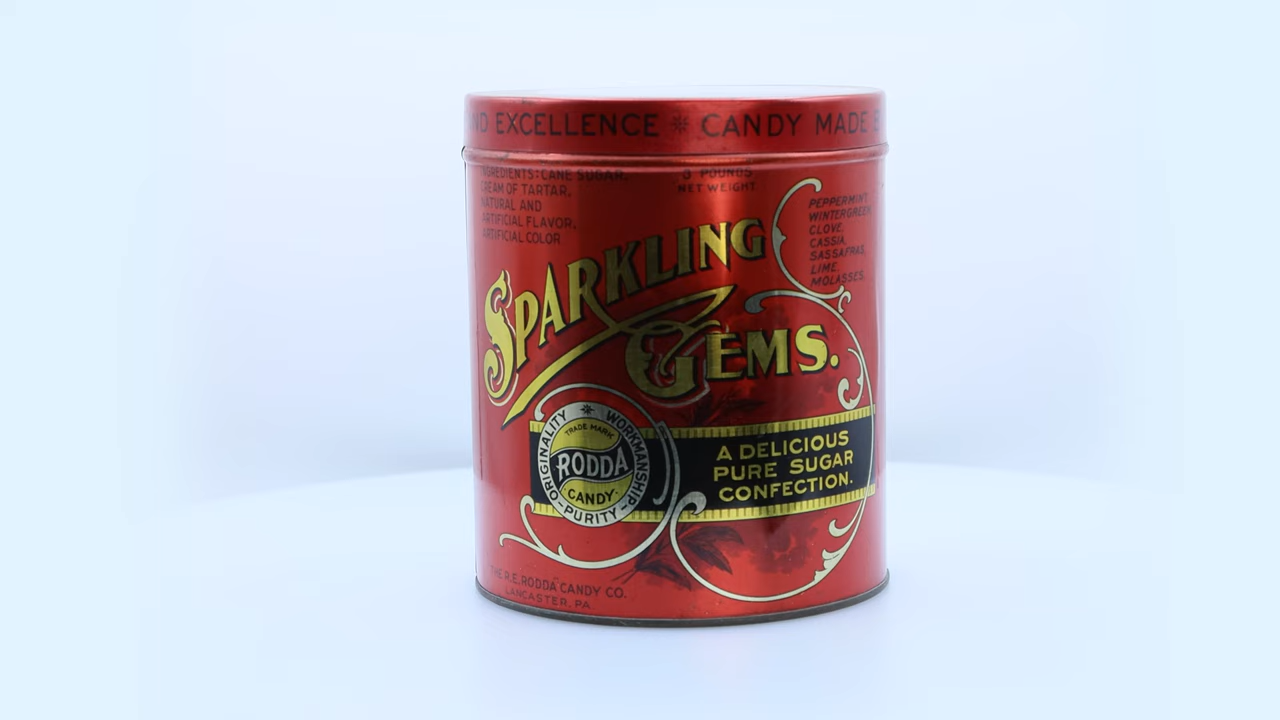 ND EXCELLENCE ✳ CANDY MADE B
INGREDIENTS: CANE SUGAR,
CREAM OF TARTAR,
NATURAL AND
ARTIFICIAL FLAVOR,
ARTIFICIAL COLOR
POUNDS
NET WEIGHT
PEPPERMINT,
WINTERGREEN,
CLOVE,
CASSIA,
SASSAFRAS,
LIME,
MOLASSES.
SPARKLING
GEMS.
ORIGINALITY ✳ WORKMANSHIP
-PURITY-
TRADE MARK
RODDA
CANDY
A DELICIOUS
PURE SUGAR
CONFECTION.
THE R.E. RODDA CANDY CO.
LANCASTER, PA.